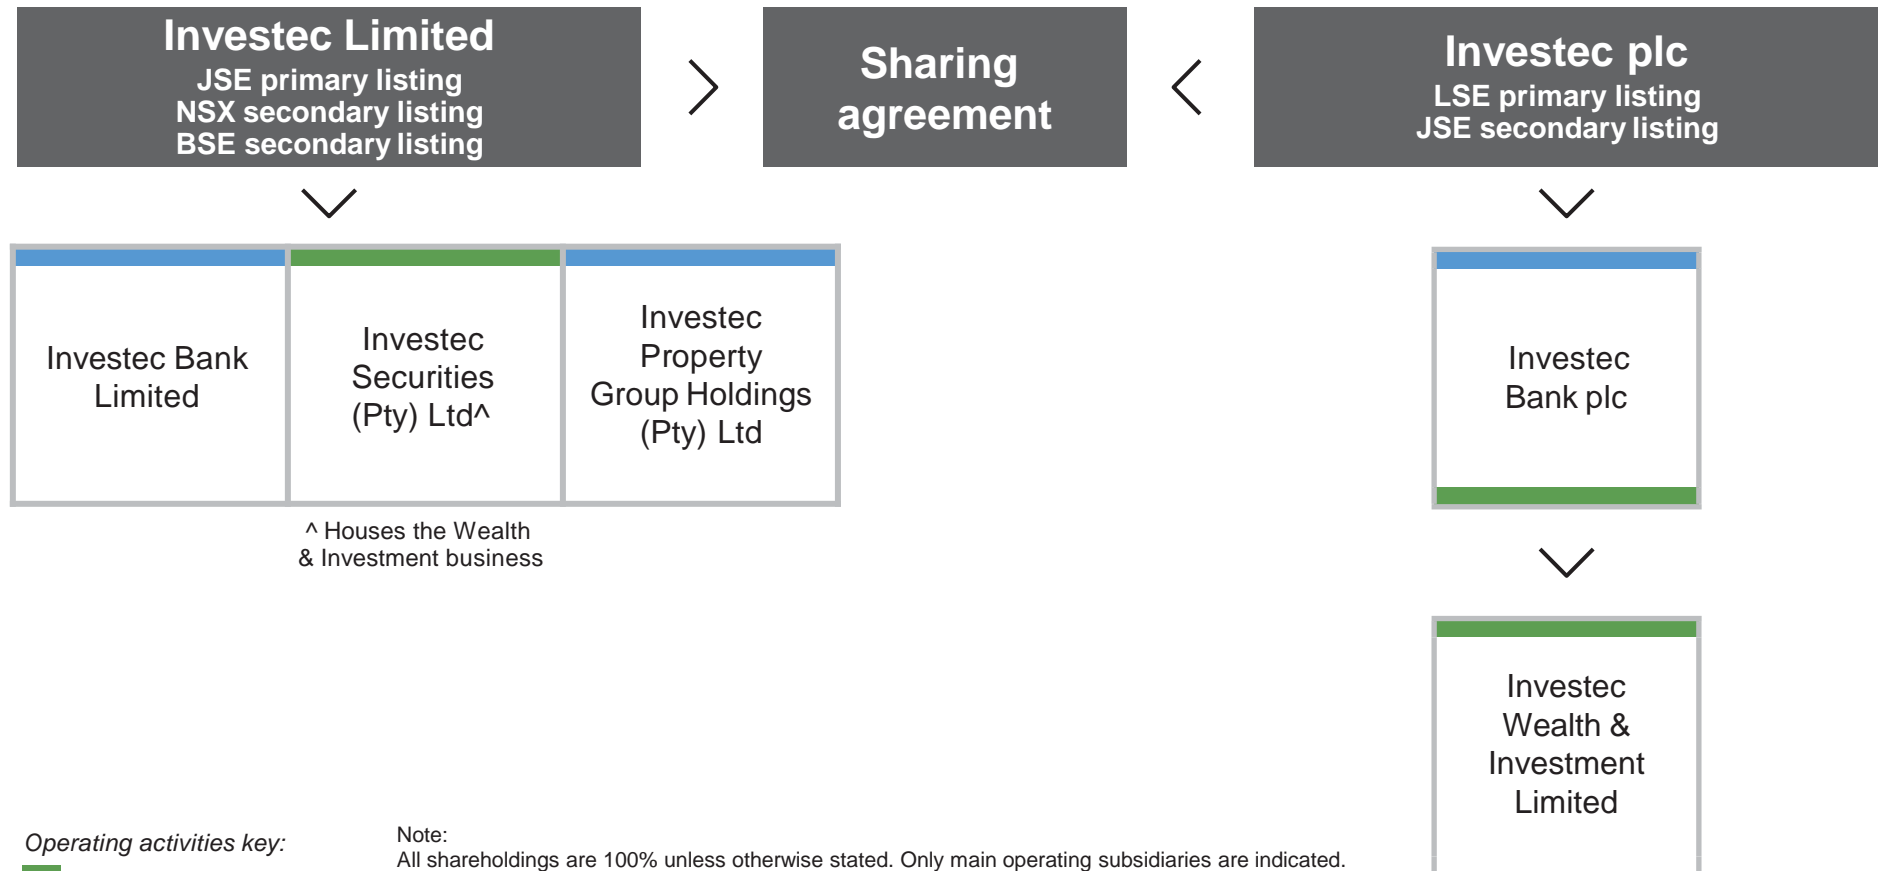 Investec Limited
JSE primary listing
NSX secondary listing
BSE secondary listing
Sharing
agreement
Investec plc
LSE primary listing
JSE secondary listing
Investec Bank
Limited
Investec
Securities
(Pty) Ltd^
Investec
Property
Group Holdings
(Pty) Ltd
Investec
Bank plc
^ Houses the Wealth
& Investment business
Investec
Wealth &
Investment
Limited
Operating activities key:
Note:
All shareholdings are 100% unless otherwise stated. Only main operating subsidiaries are indicated.